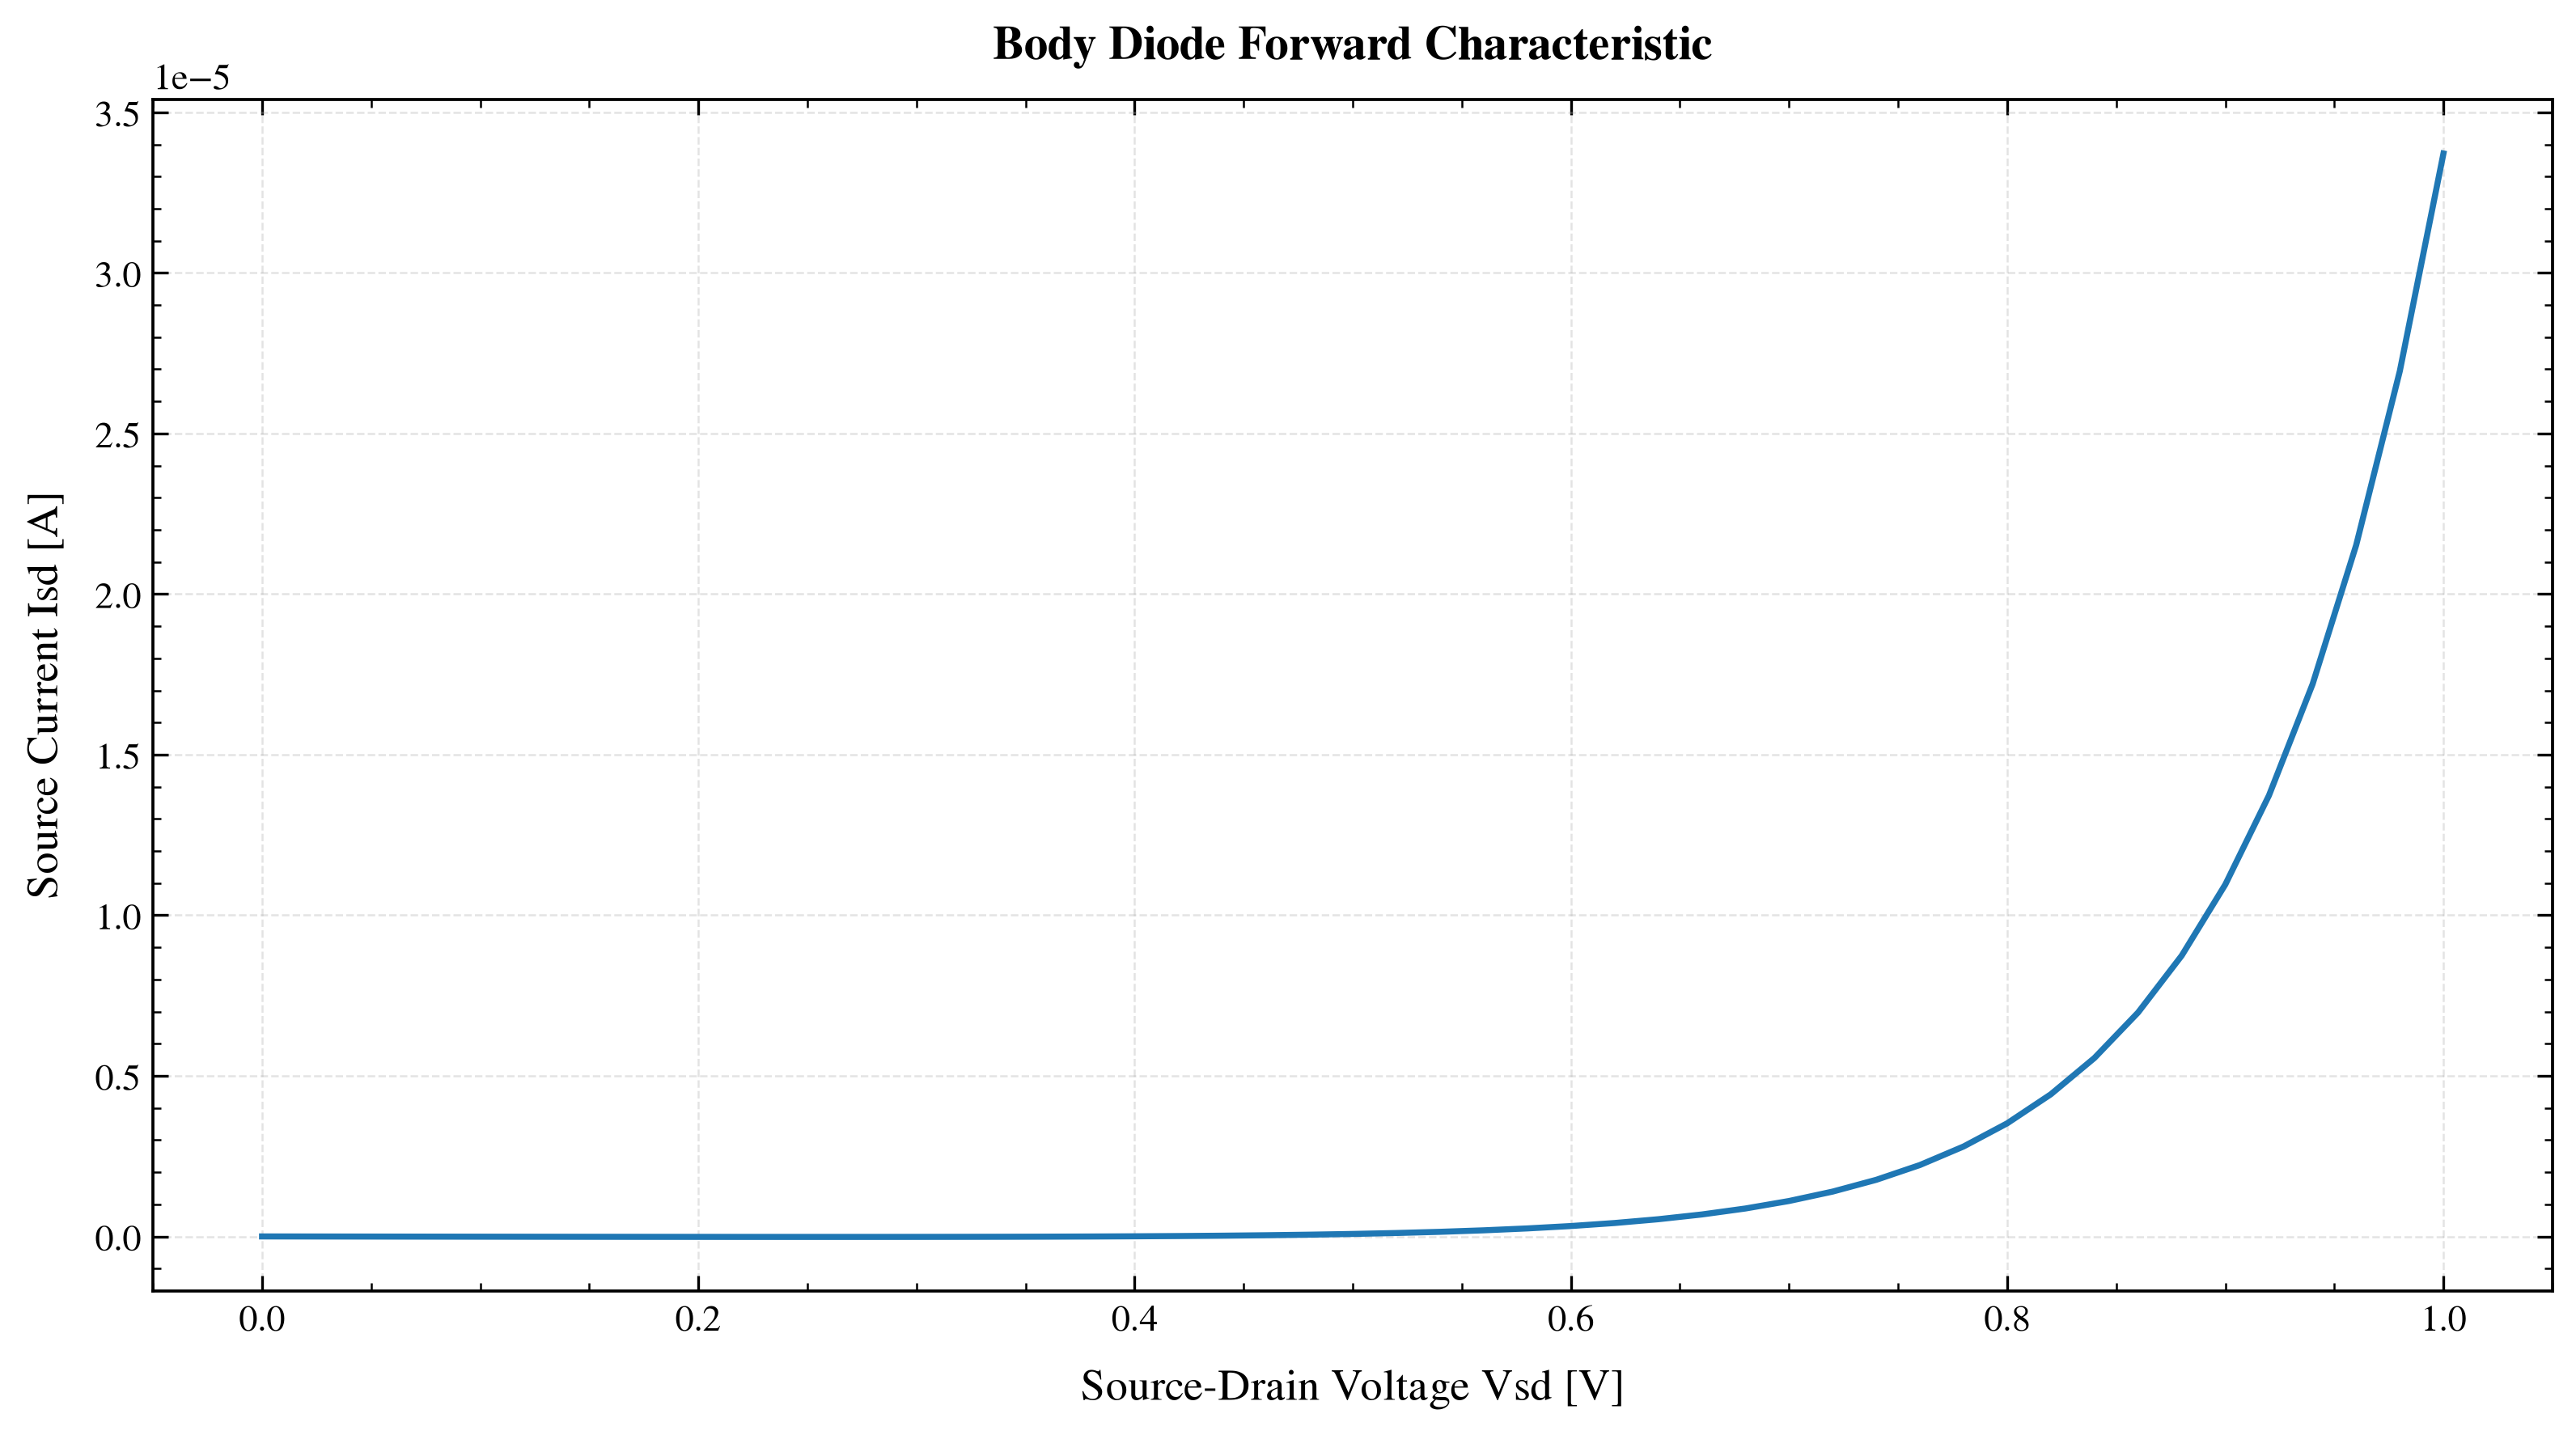 Body Diode Forward Characteristic
1e−5
3.5
3.0
2.5
2.0
1.5
1.0
0.5
0.0
Source Current Isd [A]
0.0 0.2 0.4 0.6 0.8 1.0
Source-Drain Voltage Vsd [V]